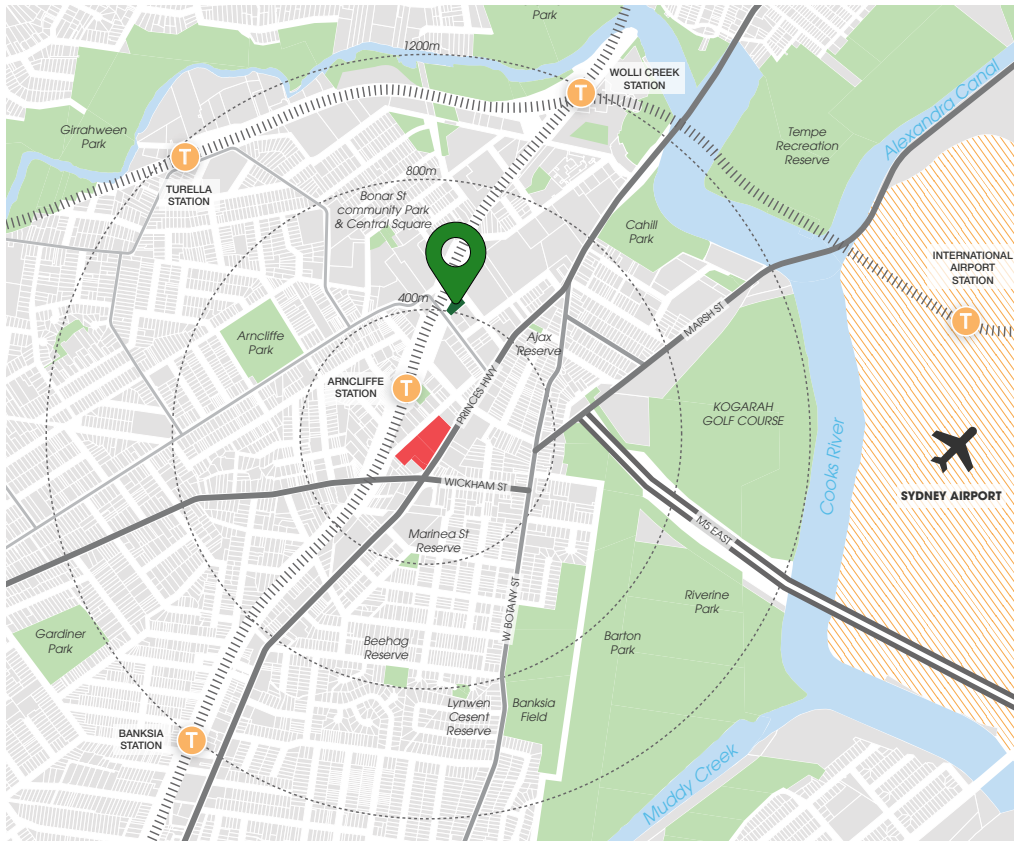 Park
1200m
WOLLI CREEK
STATION
T
Alexandra Canal
Girrahween
Park
Tempe
Recreation
Reserve
T
TURELLA
STATION
800m
Bonar St
community Park
& Central Square
Cahill
Park
INTERNATIONAL
AIRPORT
STATION
T
400m
MARSH ST
Arncliffe
Park
Ajax
Reserve
ARNCLIFFE
STATION
T
PRINCES HWY
KOGARAH
GOLF COURSE
Cooks River
SYDNEY AIRPORT
WICKHAM ST
M5 EAST
Marinea St
Reserve
W BOTANY ST
Riverine
Park
Gardiner
Park
Beehag
Reserve
Barton
Park
Lynwen
Cesent
Reserve
Banksia
Field
BANKSIA
STATION
T
Muddy Creek